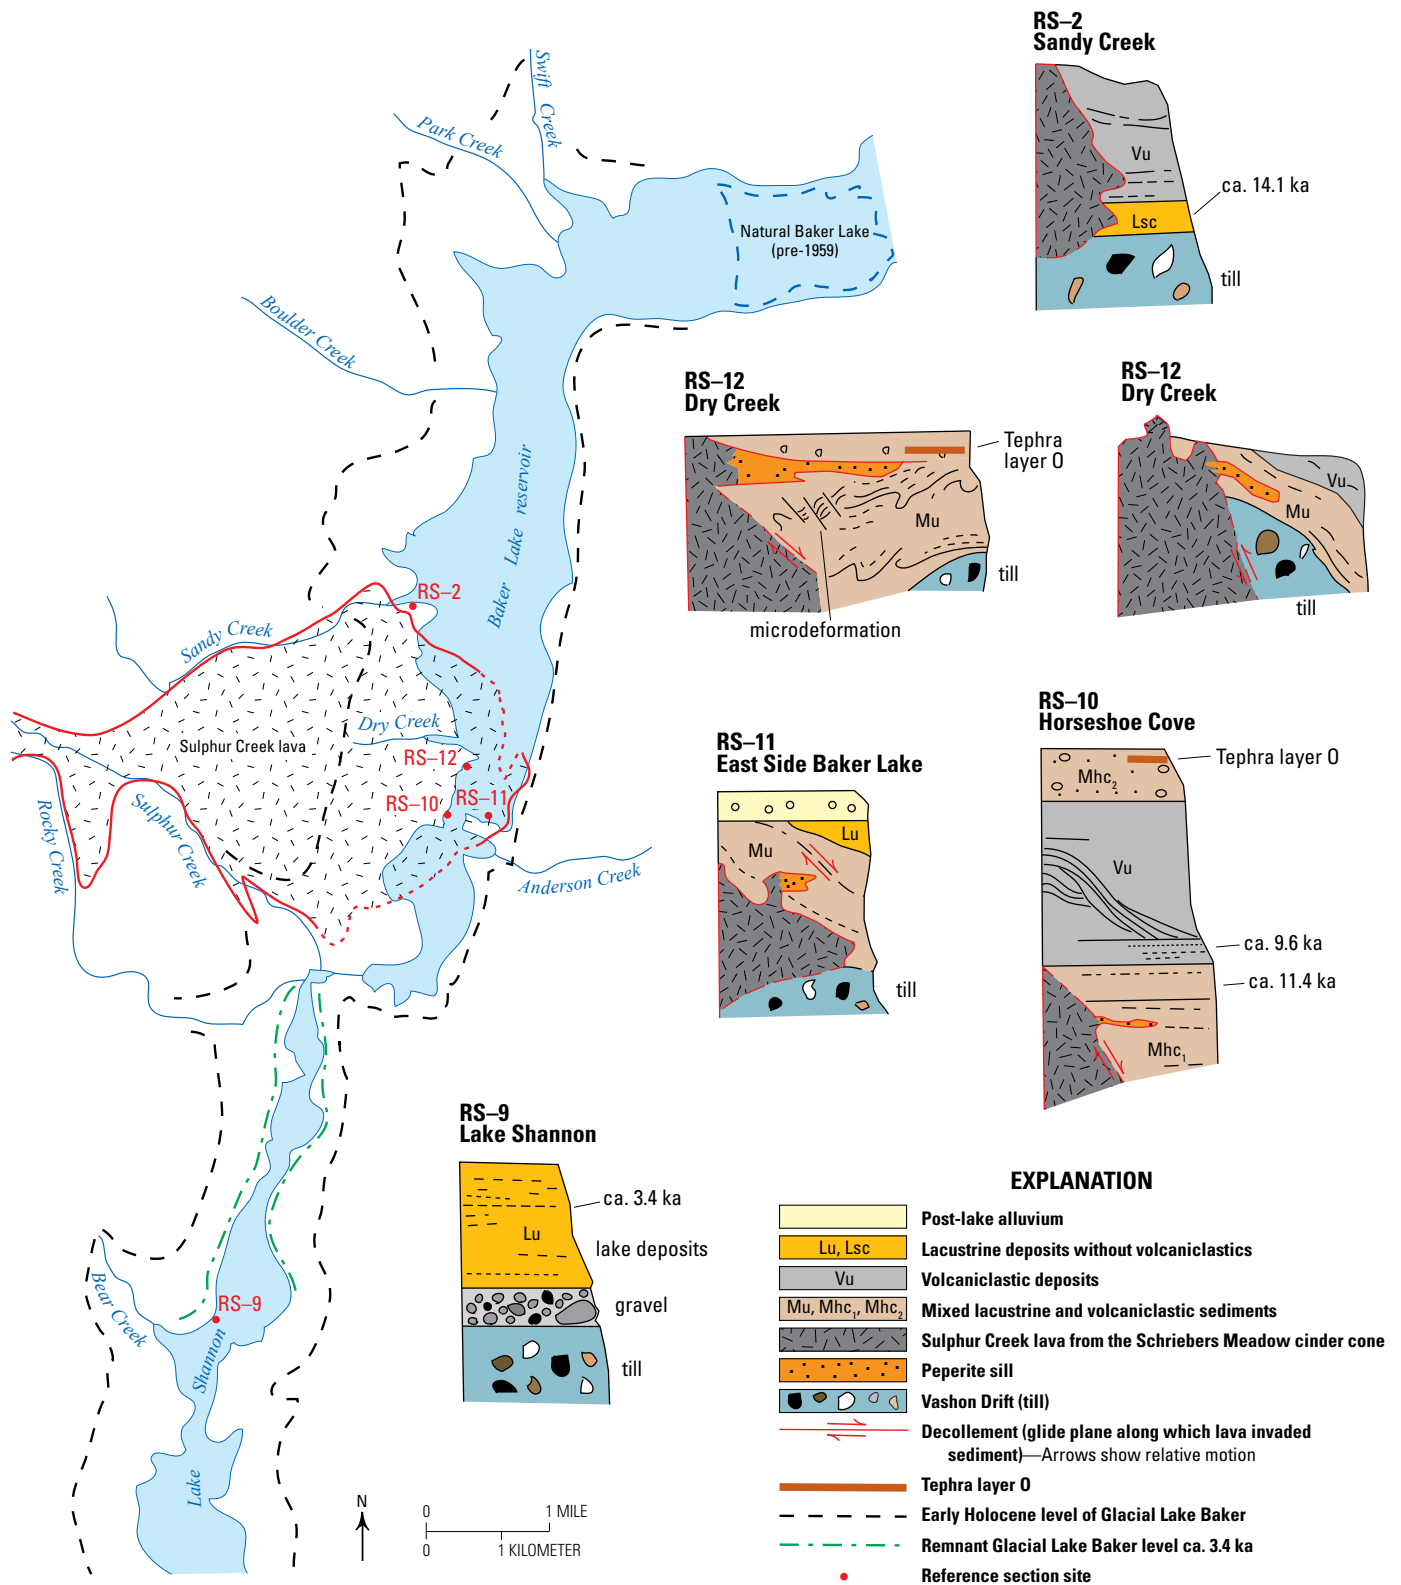 RS–2
Sandy Creek
Vu
ca. 14.1 ka
Lsc
till
Swift Creek
Park Creek
Natural Baker Lake
(pre-1959)
Boulder Creek
Baker Lake reservoir
RS–2
Sandy Creek
Dry Creek
Sulphur Creek lava
RS–12
RS–10
RS–11
Rocky Creek
Sulphur Creek
Anderson Creek
RS–12
Dry Creek
Tephra
layer O
Mu
till
microdeformation
RS–12
Dry Creek
Vu
Mu
till
RS–11
East Side Baker Lake
Lu
Mu
till
RS–10
Horseshoe Cove
Tephra layer O
Mhc2
Vu
ca. 9.6 ka
ca. 11.4 ka
Mhc1
RS–9
Lake Shannon
ca. 3.4 ka
Lu
lake deposits
gravel
till
Bear Creek
RS–9
Lake Shannon
N
0 1 MILE
0 1 KILOMETER
EXPLANATION
Post-lake alluvium
Lu, Lsc Lacustrine deposits without volcaniclastics
Vu Volcaniclastic deposits
Mu, Mhc1, Mhc2 Mixed lacustrine and volcaniclastic sediments
Sulphur Creek lava from the Schriebers Meadow cinder cone
Peperite sill
Vashon Drift (till)
Decollement (glide plane along which lava invaded
sediment)—Arrows show relative motion
Tephra layer O
Early Holocene level of Glacial Lake Baker
Remnant Glacial Lake Baker level ca. 3.4 ka
Reference section site